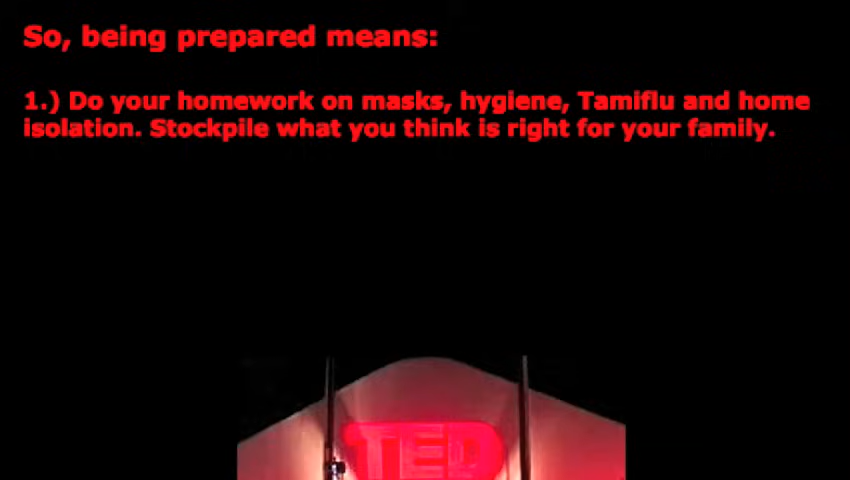 So, being prepared means:
1.) Do your homework on masks, hygiene, Tamiflu and home
isolation. Stockpile what you think is right for your family.
TED